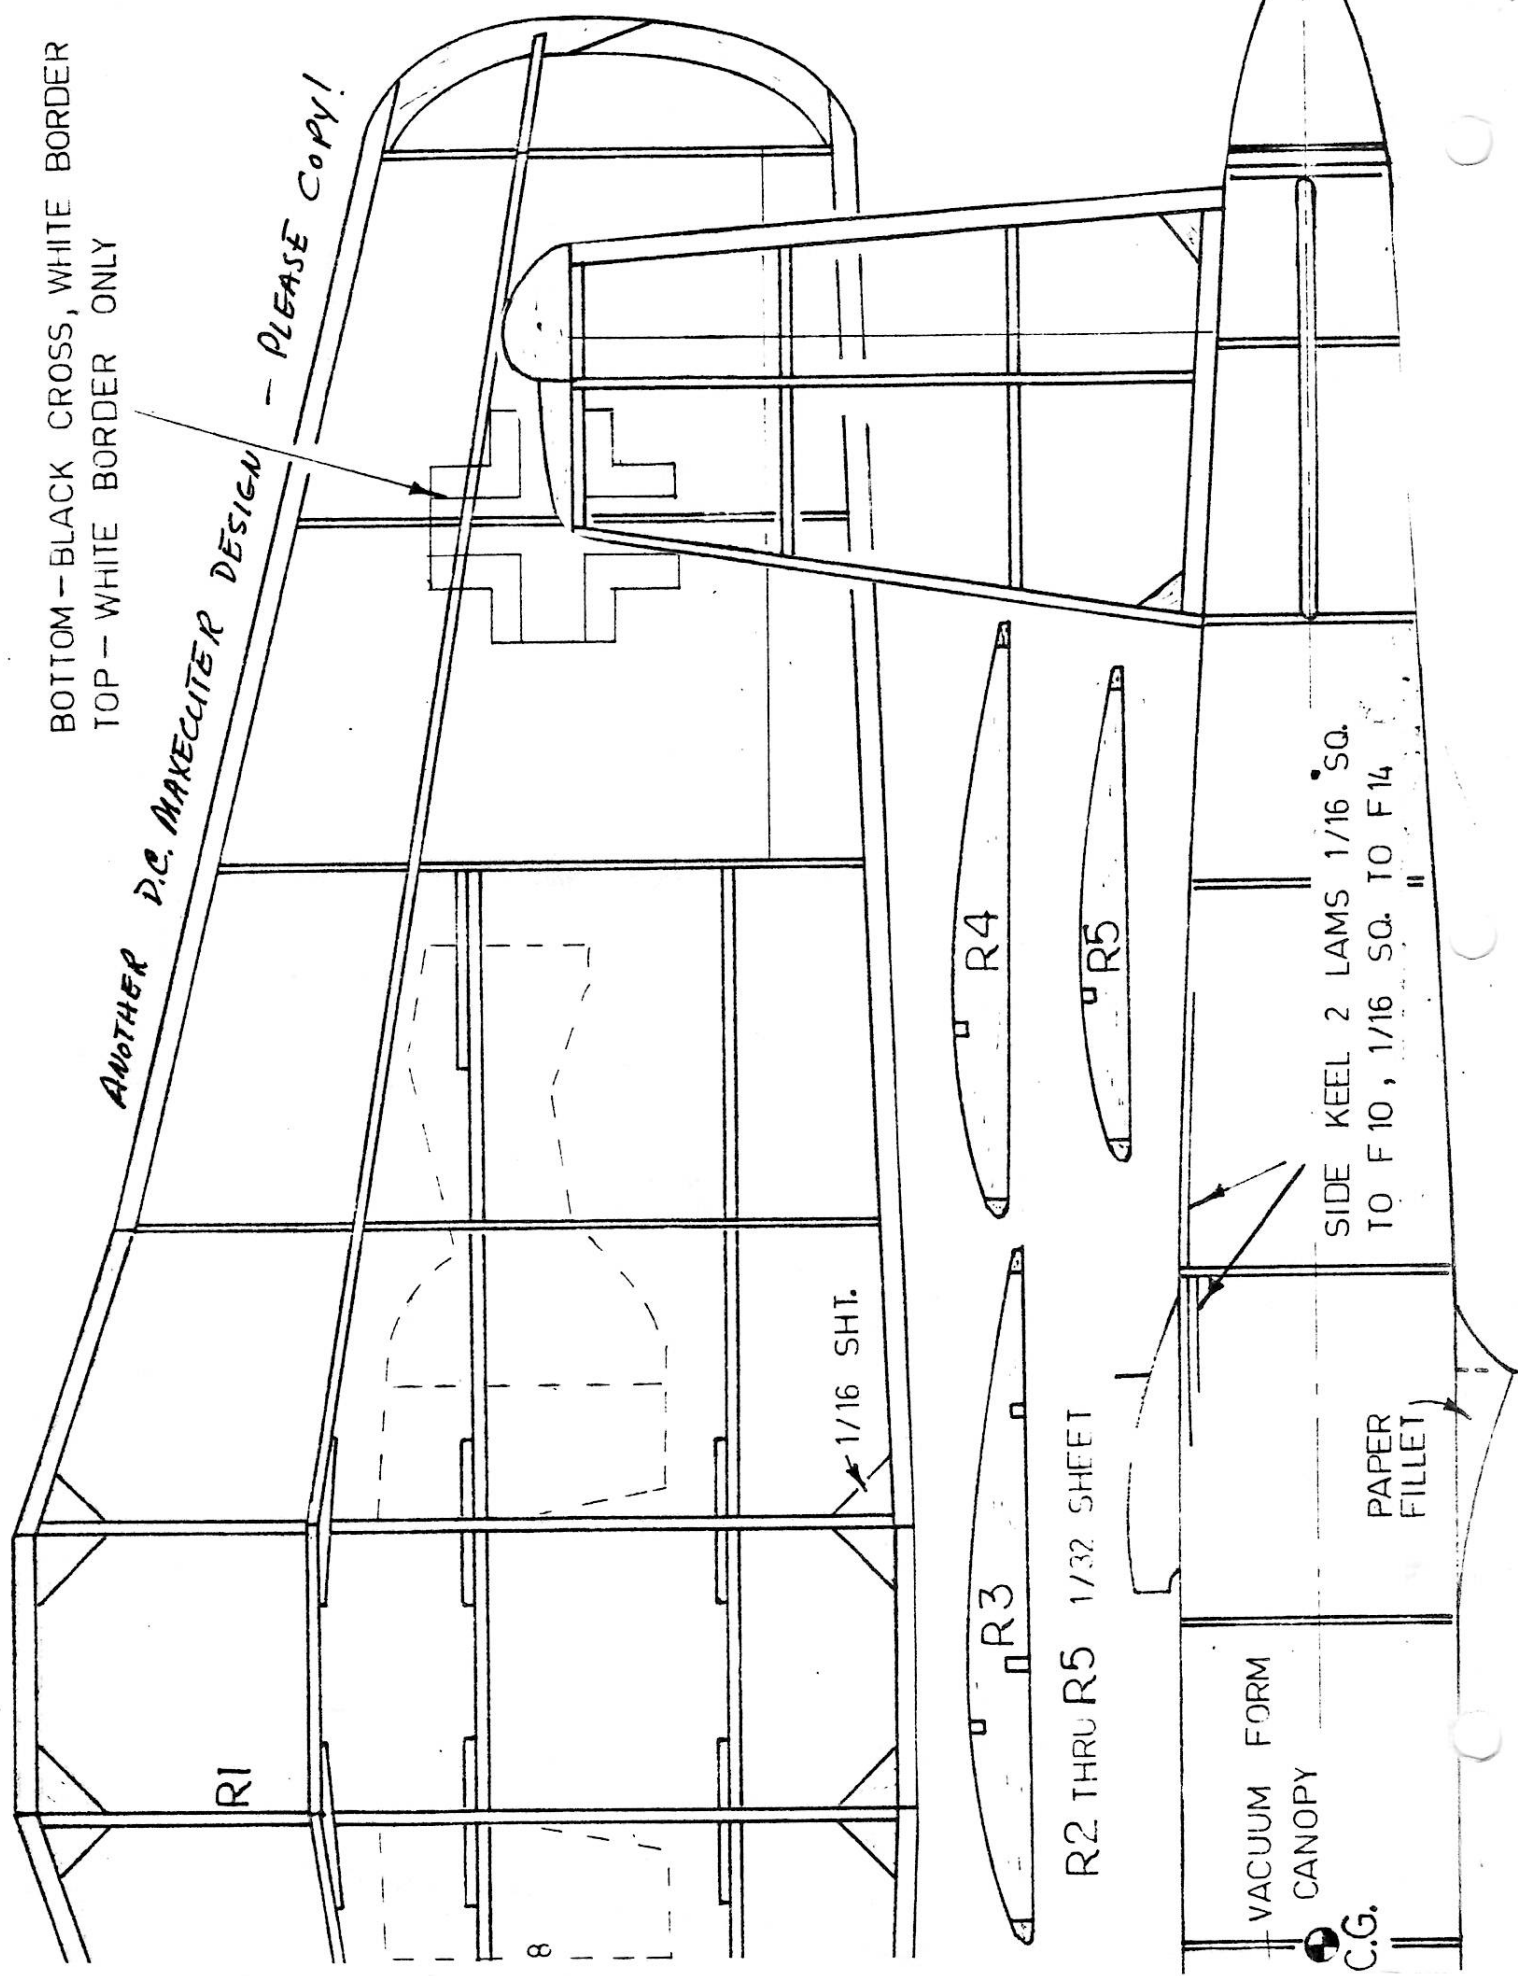 BOTTOM-BLACK CROSS, WHITE BORDER
TOP-WHITE BORDER ONLY
ANOTHER D.C. MAXECUTER DESIGN - PLEASE COPY!
R1
1/16 SHT.
8
R4
R5
R3
R2 THRU R5 1/32 SHEET
SIDE KEEL 2 LAMS 1/16 SQ.
TO F10, 1/16 SQ. TO F14
PAPER
FILLET
VACUUM FORM
CANOPY
C.G.